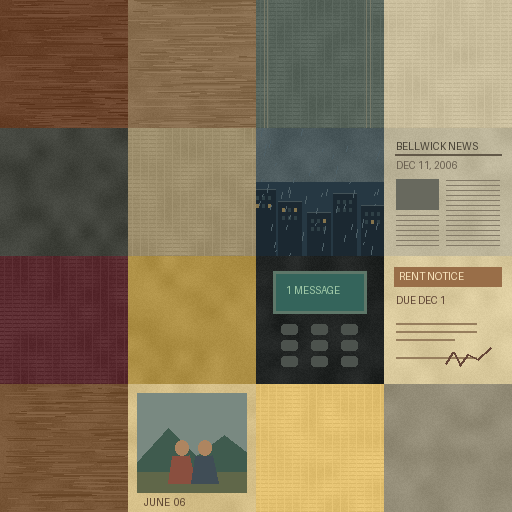 BELLWICK NEWS
DEC 11, 2006
1 MESSAGE
RENT NOTICE
DUE DEC 1
JUNE 06